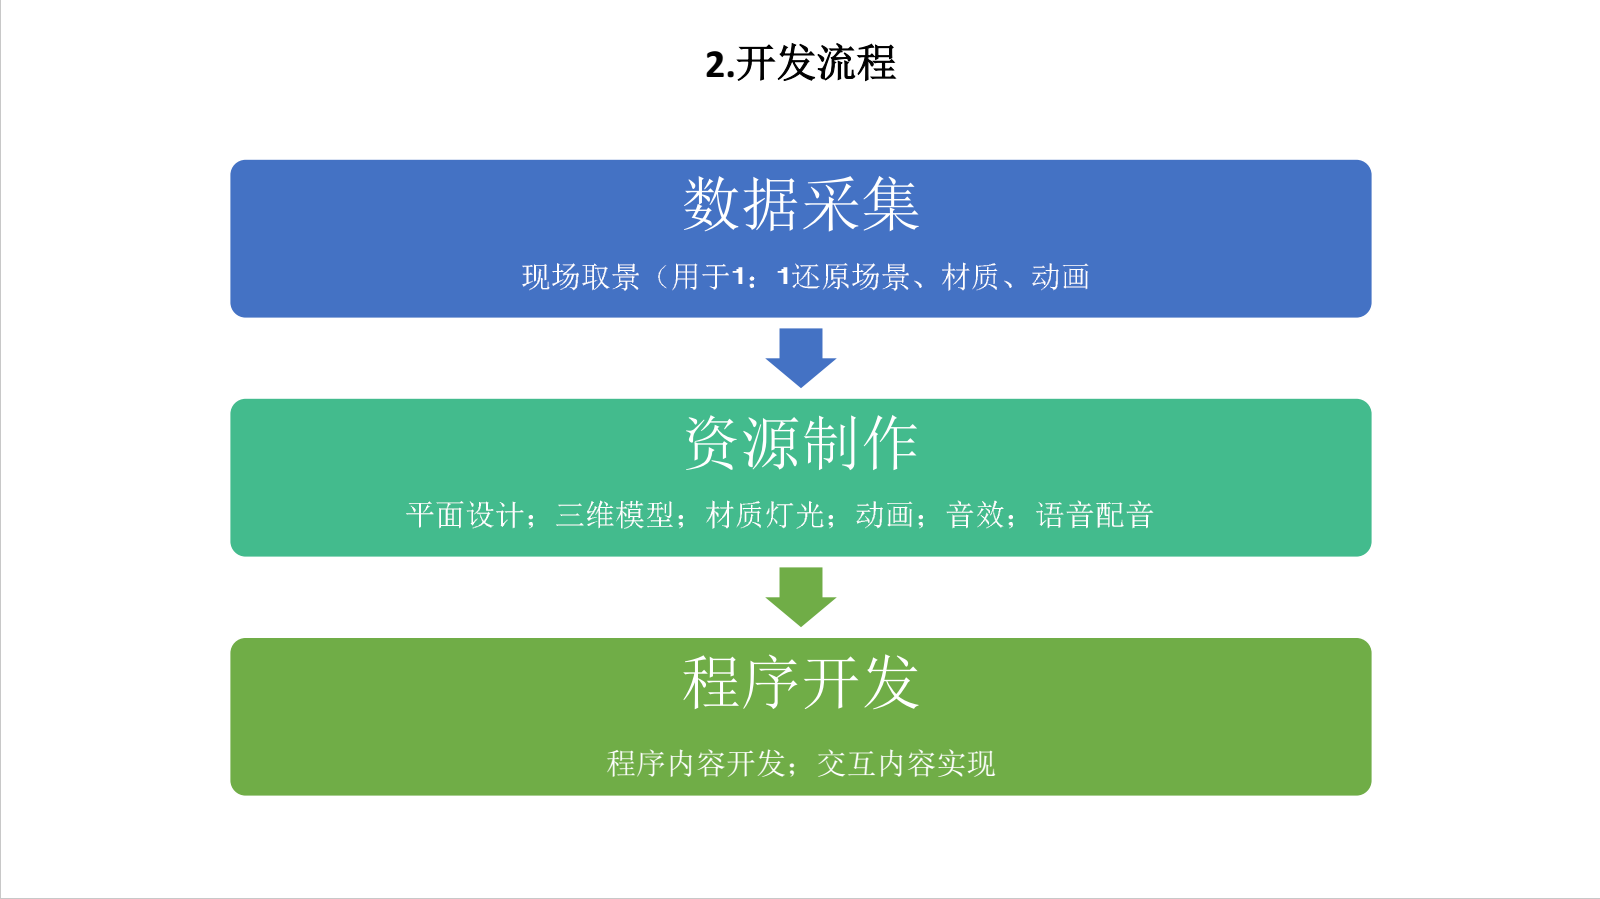 2.开发流程
数据采集
现场取景（用于1：1还原场景、材质、动画
资源制作
平面设计；三维模型；材质灯光；动画；音效；语音配音
程序开发
程序内容开发；交互内容实现